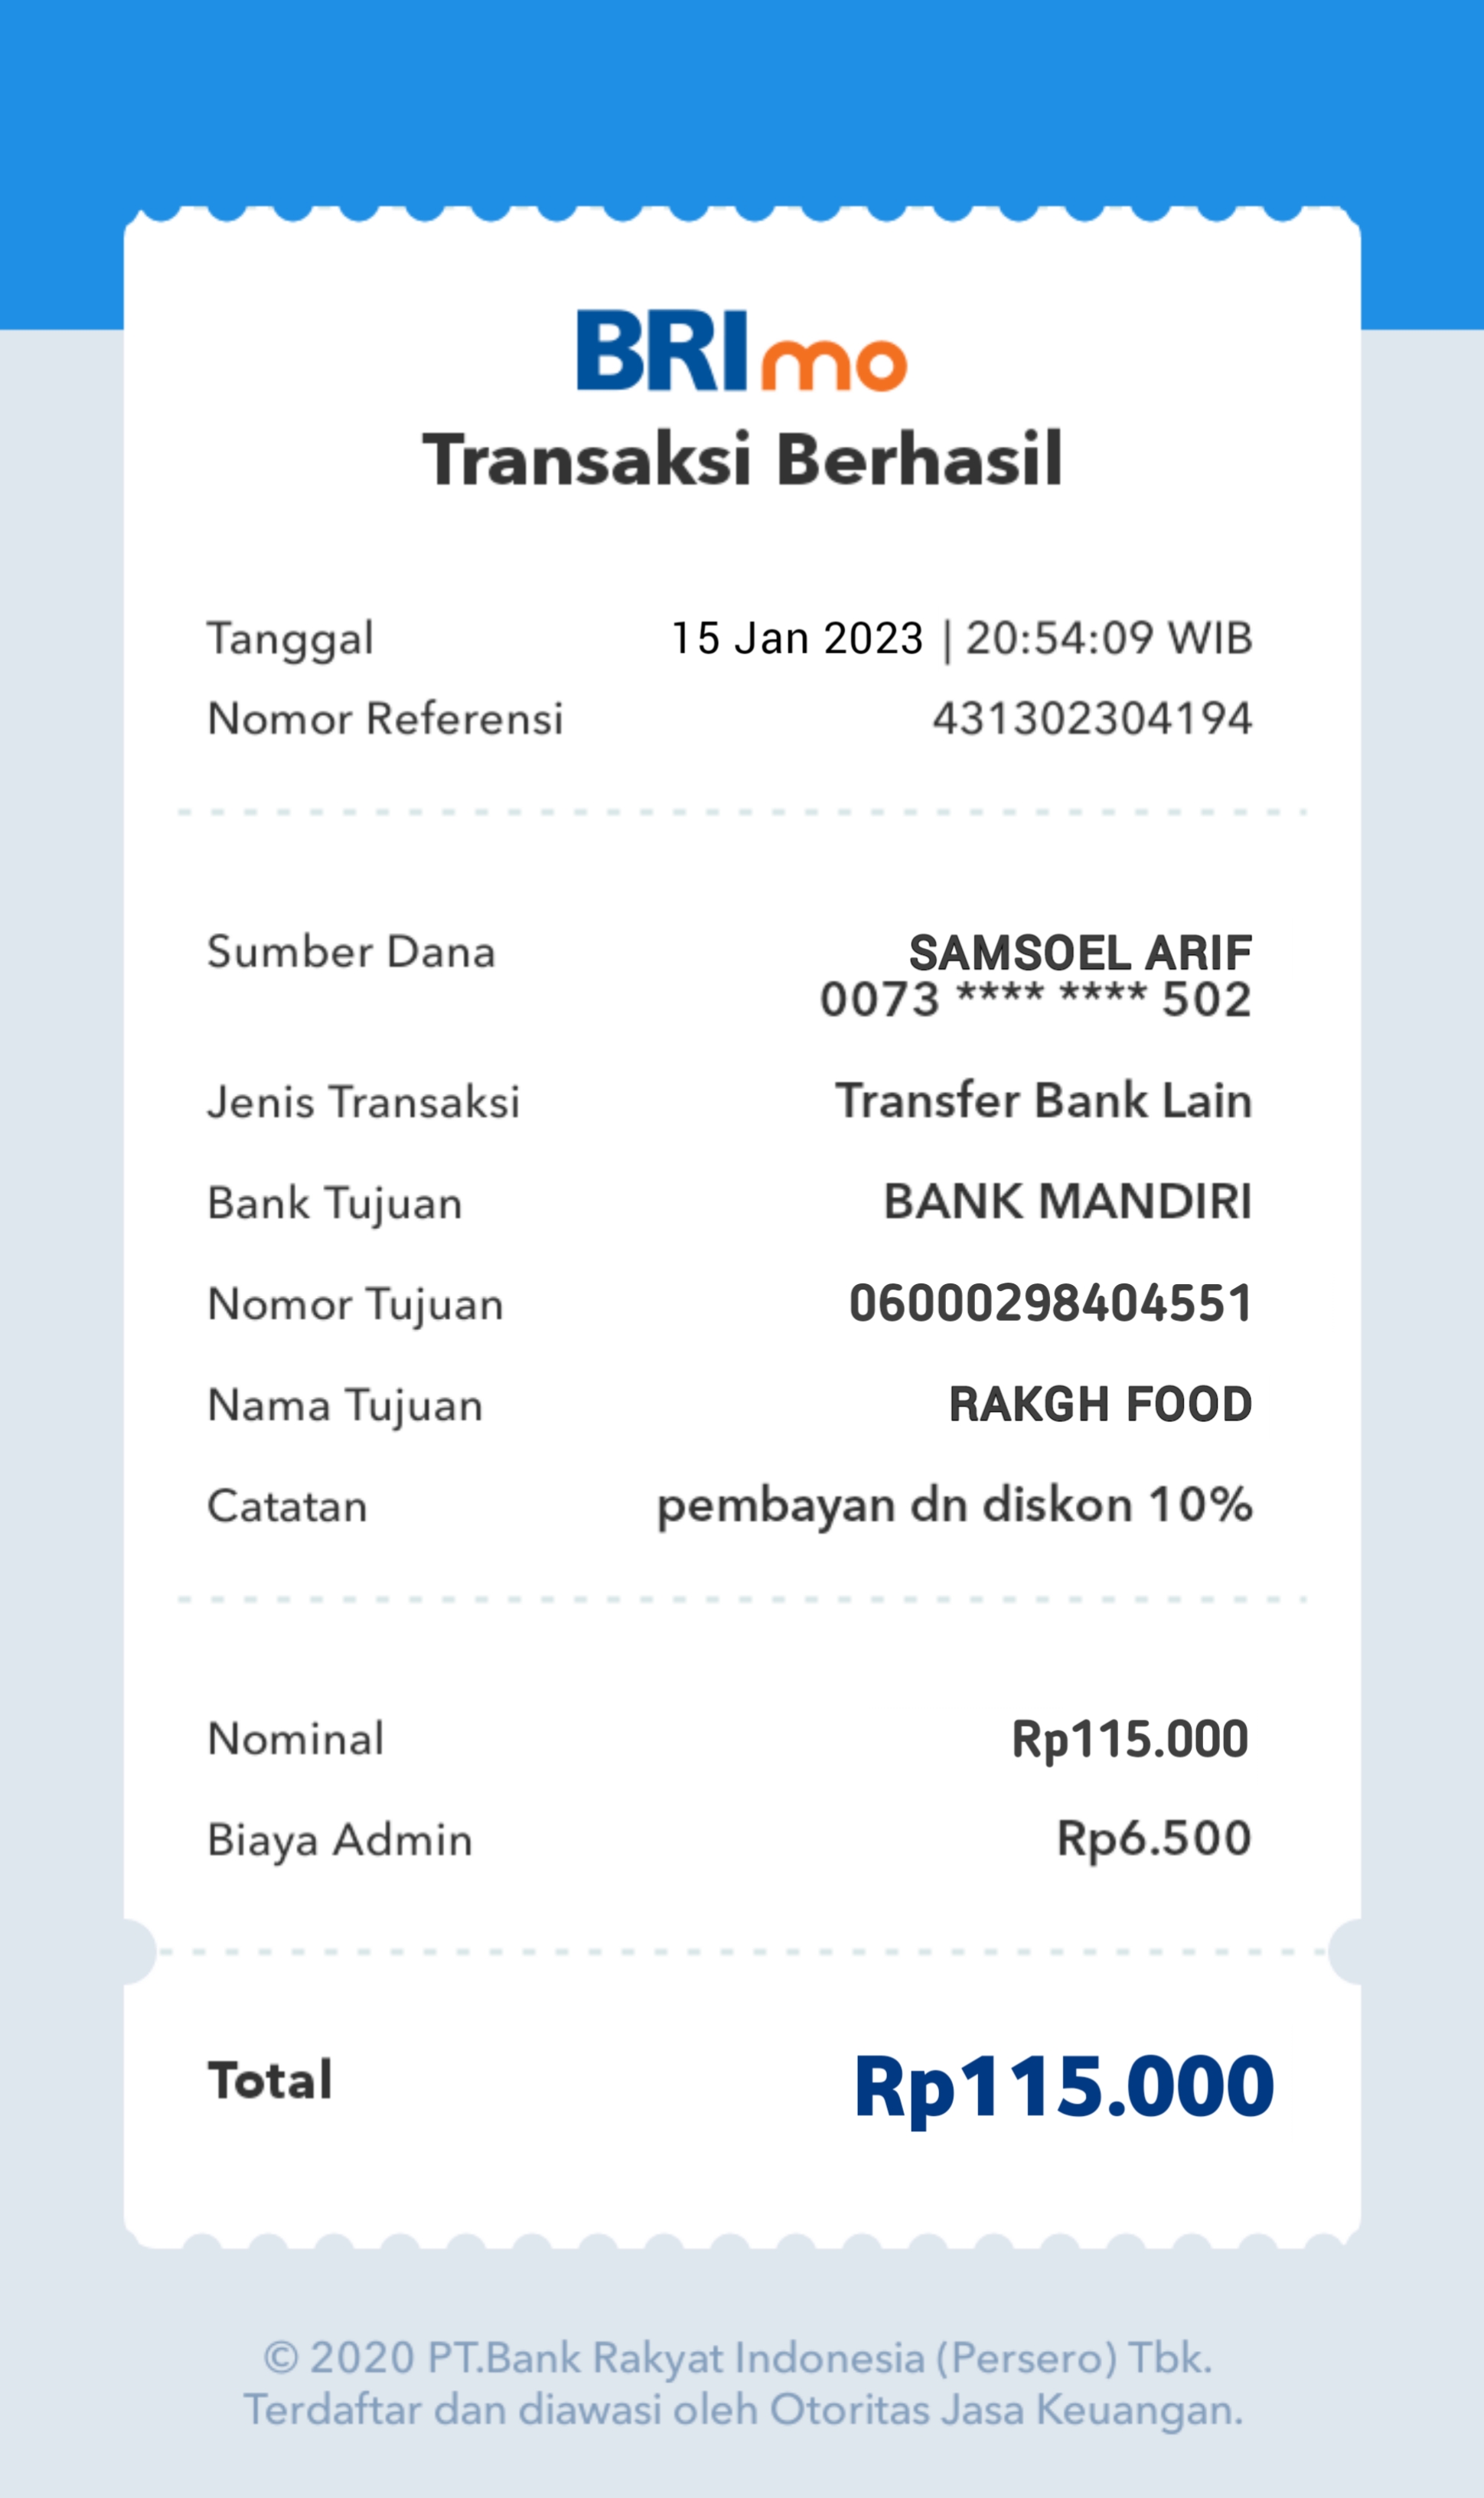 BRImo
Transaksi Berhasil
Tanggal 15 Jan 2023 | 20:54:09 WIB
Nomor Referensi 431302304194
Sumber Dana SAMSOEL ARIF
0073 **** **** 502
Jenis Transaksi Transfer Bank Lain
Bank Tujuan BANK MANDIRI
Nomor Tujuan 06000298404551
Nama Tujuan RAKGH FOOD
Catatan pembayan dn diskon 10%
Nominal Rp115.000
Biaya Admin Rp6.500
Total Rp115.000
© 2020 PT.Bank Rakyat Indonesia (Persero) Tbk.
Terdaftar dan diawasi oleh Otoritas Jasa Keuangan.